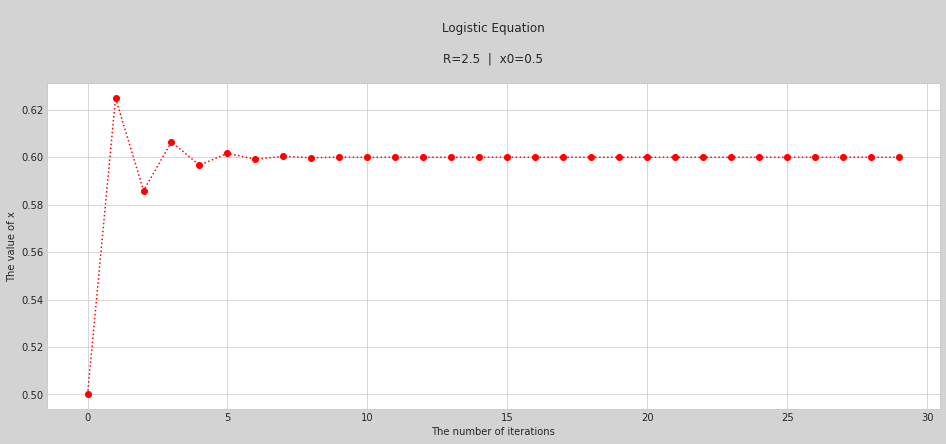 Logistic Equation
R=2.5 | x0=0.5
The value of x
0.62
0.60
0.58
0.56
0.54
0.52
0.50
0 5 10 15 20 25 30
The number of iterations